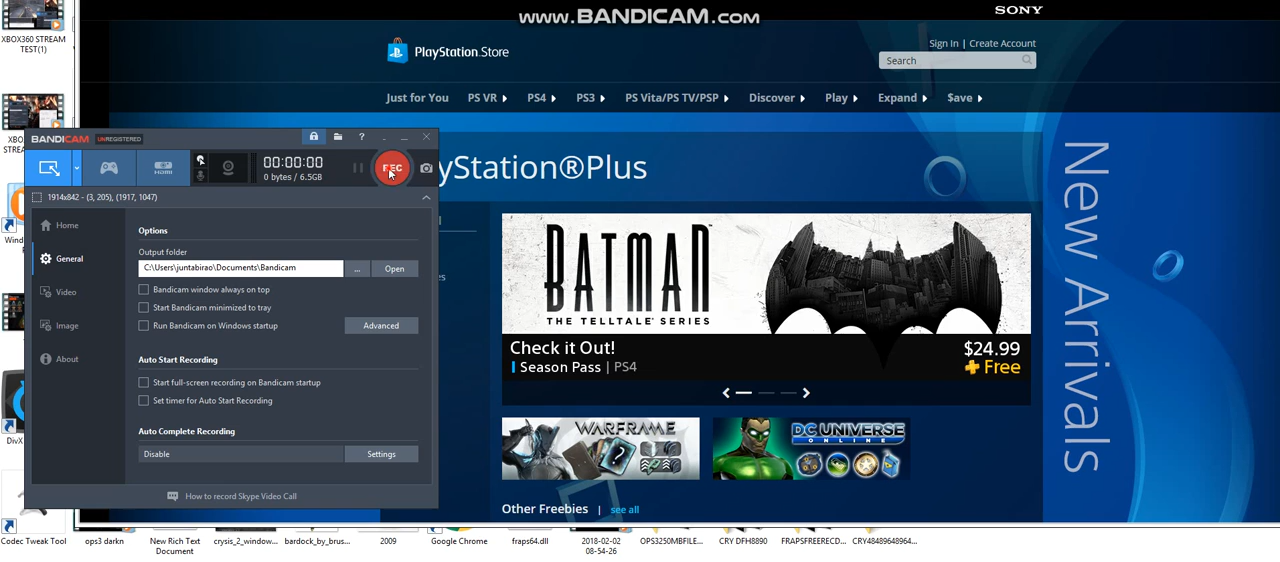 XBOX360 STREAM
TEST(1)
www.BANDICAM.com
SONY
PlayStation.Store
Sign In | Create Account
Search
Just for You
PS VR
PS4
PS3
PS Vita/PS TV/PSP
Discover
Play
Expand
$ave
BANDICAM UNREGISTERED
HDMI
00:00:00
0 bytes / 6.5GB
REC
1914x842 - (3, 205), (1917, 1047)
Home
General
Video
Image
About
Options
Output folder
C:\Users\juntabirao\Documents\Bandicam
...
Open
Bandicam window always on top
Start Bandicam minimized to tray
Run Bandicam on Windows startup
Advanced
Auto Start Recording
Start full-screen recording on Bandicam startup
Set timer for Auto Start Recording
Auto Complete Recording
Disable
Settings
How to record Skype Video Call
yStation®Plus
New Arrivals
BATMAN
THE TELLTALE SERIES
Check it Out!
Season Pass | PS4
$24.99
Free
WARFRAME
DC UNIVERSE
ONLINE
Other Freebies | see all
Codec Tweak Tool
ops3 darkn
New Rich Text
Document
crysis_2_window...
bardock_by_brus...
2009
Google Chrome
fraps64.dll
2018-02-02
08-54-26
OPS3250MBFILE...
CRY DFH8890
FRAPSFREERECD...
CRY48489648964...